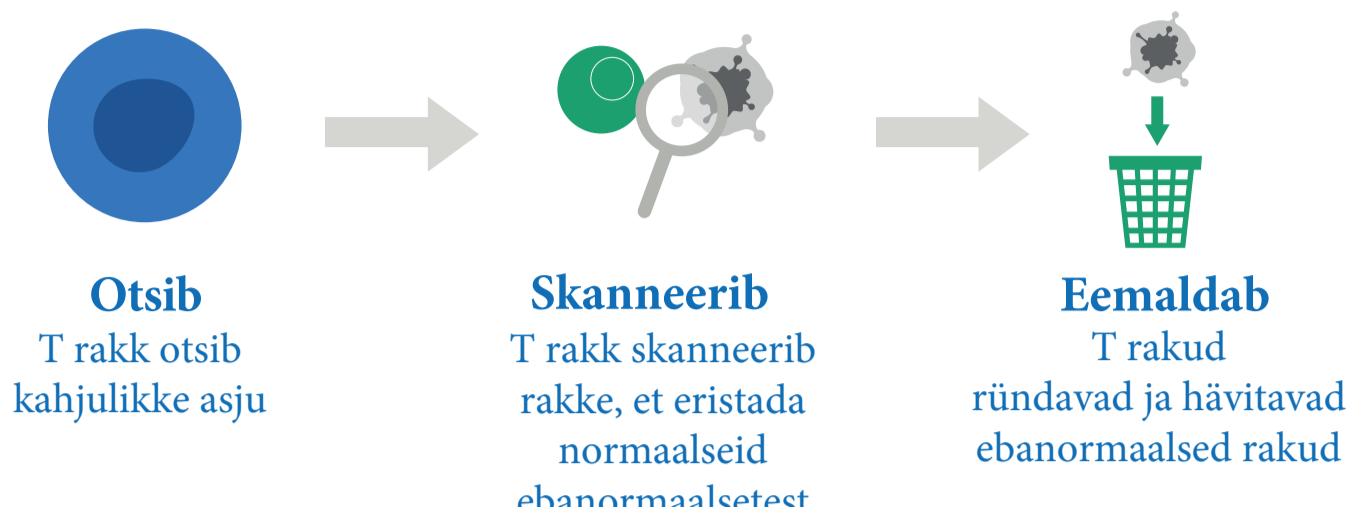 Otsib
T rakk otsib
kahjulikke asju
Skanneerib
T rakk skanneerib
rakke, et eristada
normaalseid
ebanormaalsetest
Eemaldab
T rakud
ründavad ja hävitavad
ebanormaalsed rakud